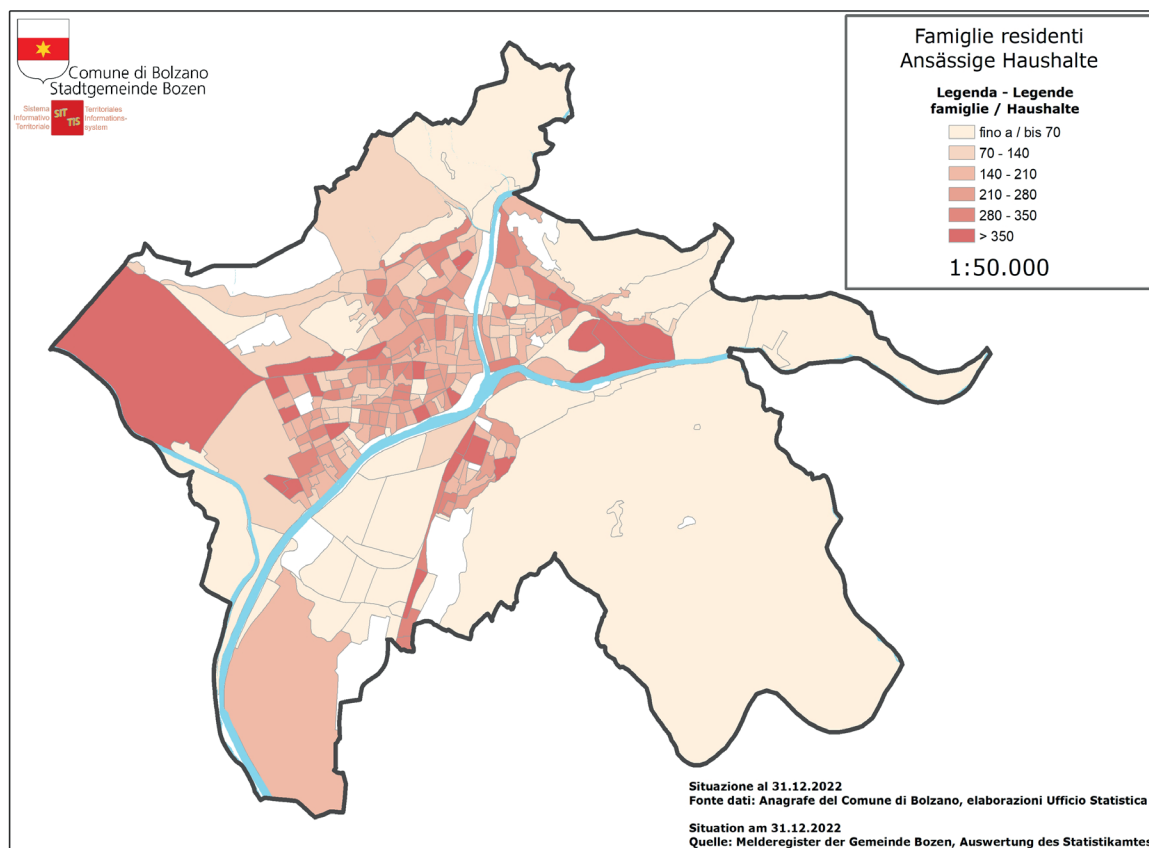 Comune di Bolzano
Stadtgemeinde Bozen
Sistema
Informativo
Territoriale
SIT
TIS
Territoriales
Informations-
system
Famiglie residenti
Ansässige Haushalte
Legenda - Legende
famiglie / Haushalte
fino a / bis 70
70 - 140
140 - 210
210 - 280
280 - 350
> 350
1:50.000
Situazione al 31.12.2022
Fonte dati: Anagrafe del Comune di Bolzano, elaborazioni Ufficio Statistica
Situation am 31.12.2022
Quelle: Melderegister der Gemeinde Bozen, Auswertung des Statistikamtes